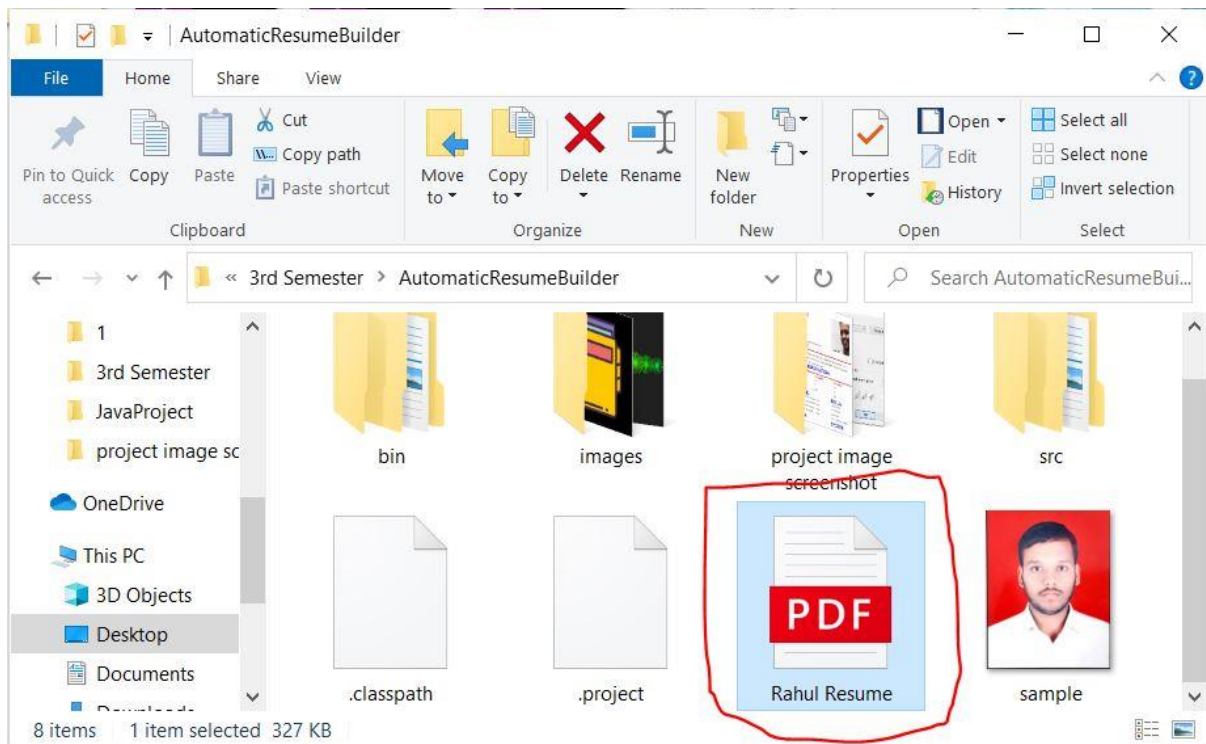 AutomaticResumeBuilder
File Home Share View
Pin to Quick access
Copy
Paste
Cut
Copy path
Paste shortcut
Move to
Copy to
Delete
Rename
New folder
Properties
Open
Edit
History
Select all
Select none
Invert selection
Clipboard Organize New Open Select
« 3rd Semester > AutomaticResumeBuilder
Search AutomaticResumeBui...
1
3rd Semester
JavaProject
project image sc
OneDrive
This PC
3D Objects
Desktop
Documents
Downloads
bin
images
project image
screenshot
src
.classpath
.project
PDF
Rahul Resume
sample
8 items 1 item selected 327 KB